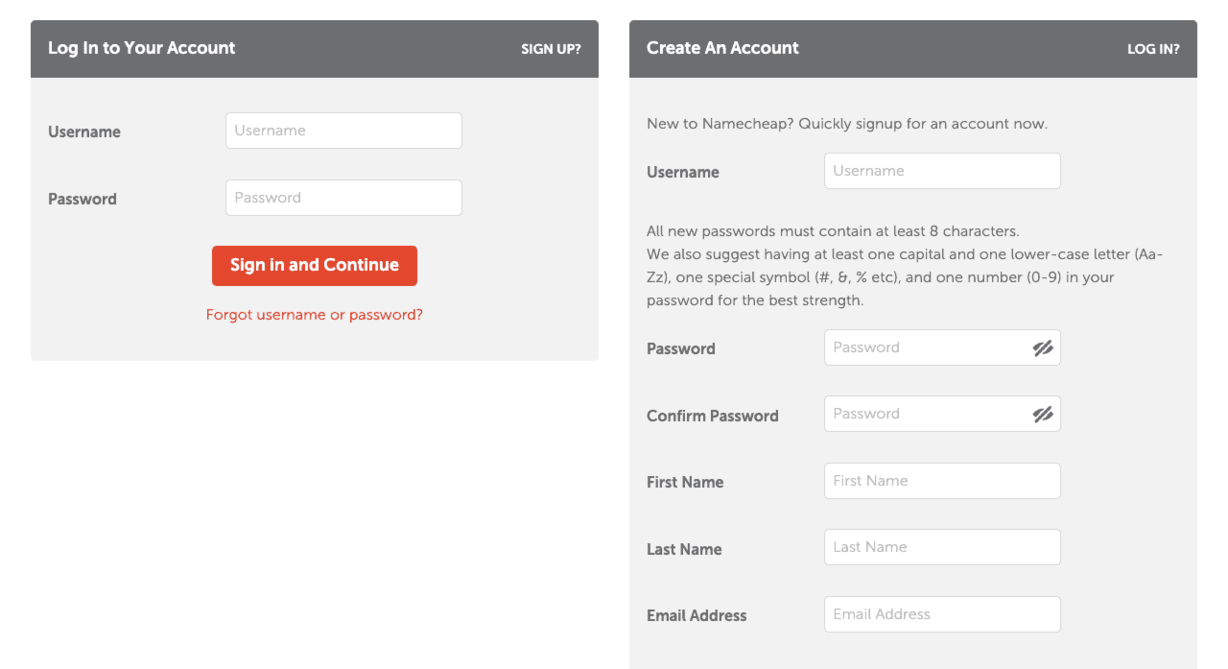 Log In to Your Account
SIGN UP?
Username
Username
Password
Password
Sign in and Continue
Forgot username or password?
Create An Account
LOG IN?
New to Namecheap? Quickly signup for an account now.
Username
Username
All new passwords must contain at least 8 characters.
We also suggest having at least one capital and one lower-case letter (Aa-
Zz), one special symbol (#, &, % etc), and one number (0-9) in your
password for the best strength.
Password
Password
Confirm Password
Password
First Name
First Name
Last Name
Last Name
Email Address
Email Address